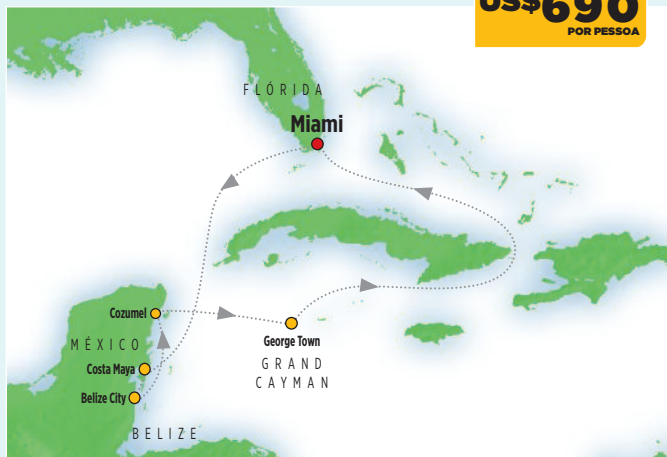 US$690
POR PESSOA
FLÓRIDA
Miami
Cozumel
MÉXICO
George Town
GRAND
CAYMAN
Costa Maya
Belize City
BELIZE